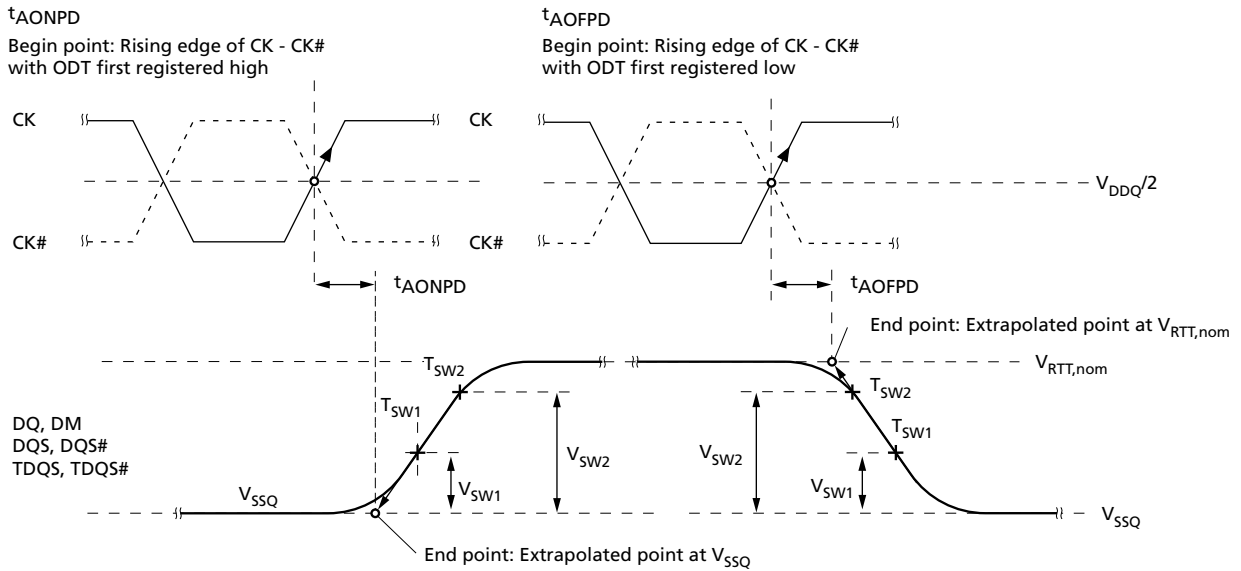 tAONPD
Begin point: Rising edge of CK - CK#
with ODT first registered high
tAOFPD
Begin point: Rising edge of CK - CK#
with ODT first registered low
CK
CK
VDDQ/2
CK#
CK#
tAONPD
tAOFPD
End point: Extrapolated point at VRTT,nom
TSW2
VRTT,nom
TSW2
TSW1
TSW1
DQ, DM
DQS, DQS#
TDQS, TDQS#
VSW2
VSW2
VSW1
VSW1
VSSQ
VSSQ
End point: Extrapolated point at VSSQ